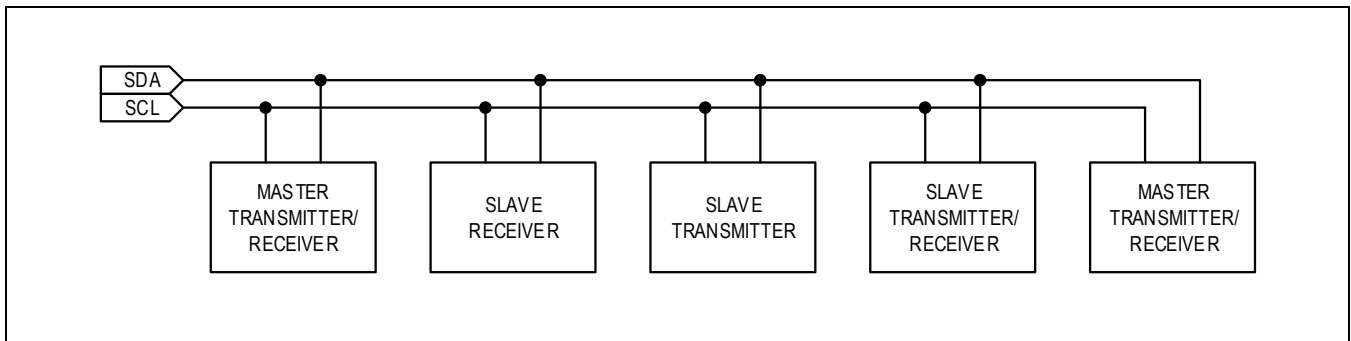 SDA
SCL
MASTER
TRANSMITTER/
RECEIVER
SLAVE
RECEIVER
SLAVE
TRANSMITTER
SLAVE
TRANSMITTER/
RECEIVER
MASTER
TRANSMITTER/
RECEIVER